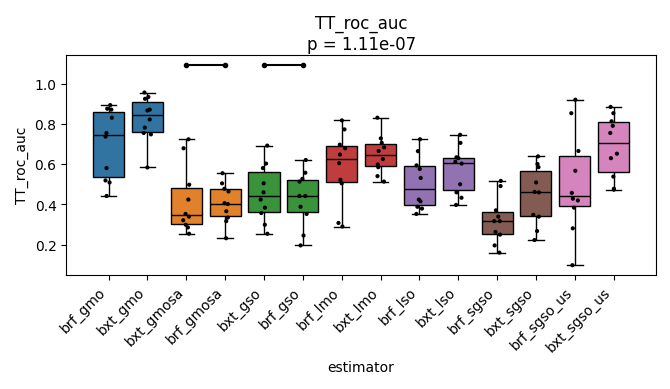 TT_roc_auc
p = 1.11e-07
TT_roc_auc
1.0
0.8
0.6
0.4
0.2
brf_gmo
bxt_gmo
bxt_gmosa
brf_gmosa
bxt_gso
brf_gso
brf_lmo
bxt_lmo
brf_lso
bxt_lso
brf_sgso
bxt_sgso
brf_sgso_us
bxt_sgso_us
estimator